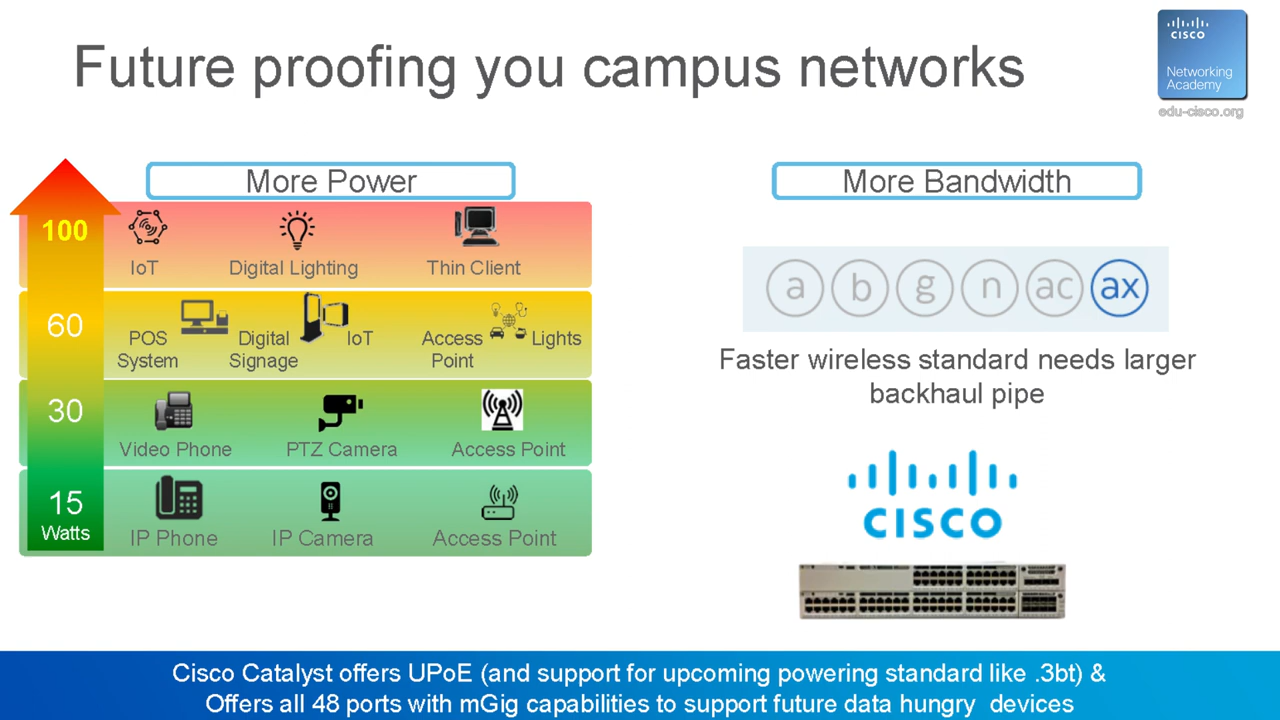 Future proofing you campus networks
CISCO
Networking
Academy
edu-cisco.org
More Power
100
IoT
Digital Lighting
Thin Client
60
POS
System
Digital
Signage
IoT
Access
Point
Lights
30
Video Phone
PTZ Camera
Access Point
15
Watts
IP Phone
IP Camera
Access Point
More Bandwidth
a b g n ac ax
Faster wireless standard needs larger
backhaul pipe
CISCO
Cisco Catalyst offers UPoE (and support for upcoming powering standard like .3bt) &
Offers all 48 ports with mGig capabilities to support future data hungry devices